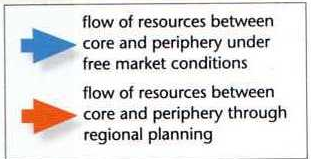 flow of resources between
core and periphery under
free market conditions
flow of resources between
core and periphery through
regional planning